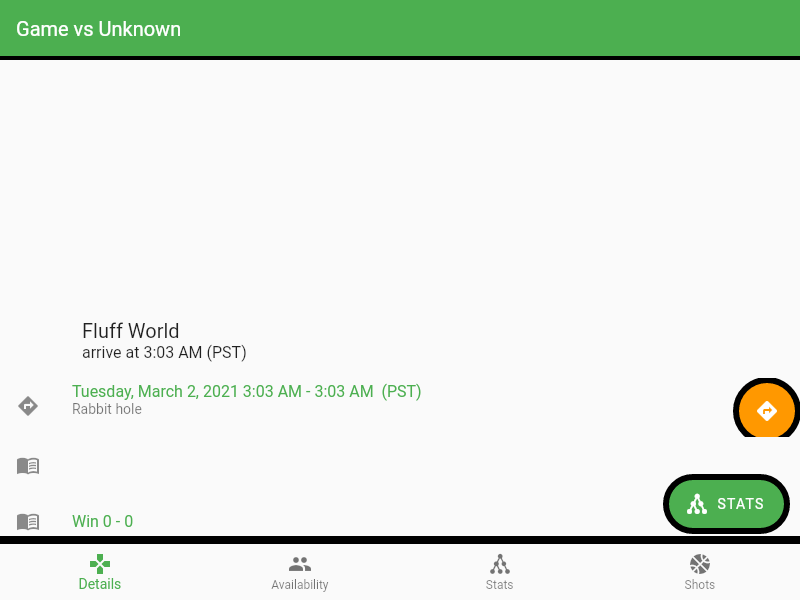 Game vs Unknown
Fluff World
arrive at 3:03 AM (PST)
Tuesday, March 2, 2021 3:03 AM - 3:03 AM  (PST)
Rabbit hole
STATS
Win 0 - 0
Details
Availability
Stats
Shots